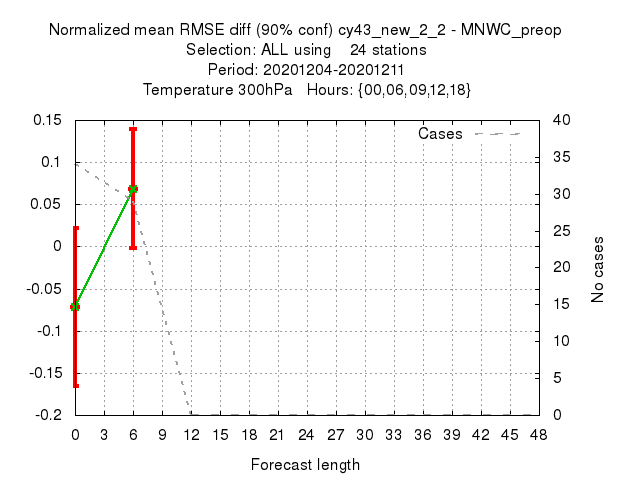 Normalized mean RMSE diff (90% conf) cy43_new_2_2 - MNWC_preop
Selection: ALL using 24 stations
Period: 20201204-20201211
Temperature 300hPa Hours: {00,06,09,12,18}
Cases
0.15
0.1
0.05
0
-0.05
-0.1
-0.15
-0.2
40
35
30
25
20
15
10
5
0
No cases
0 3 6 9 12 15 18 21 24 27 30 33 36 39 42 45 48
Forecast length